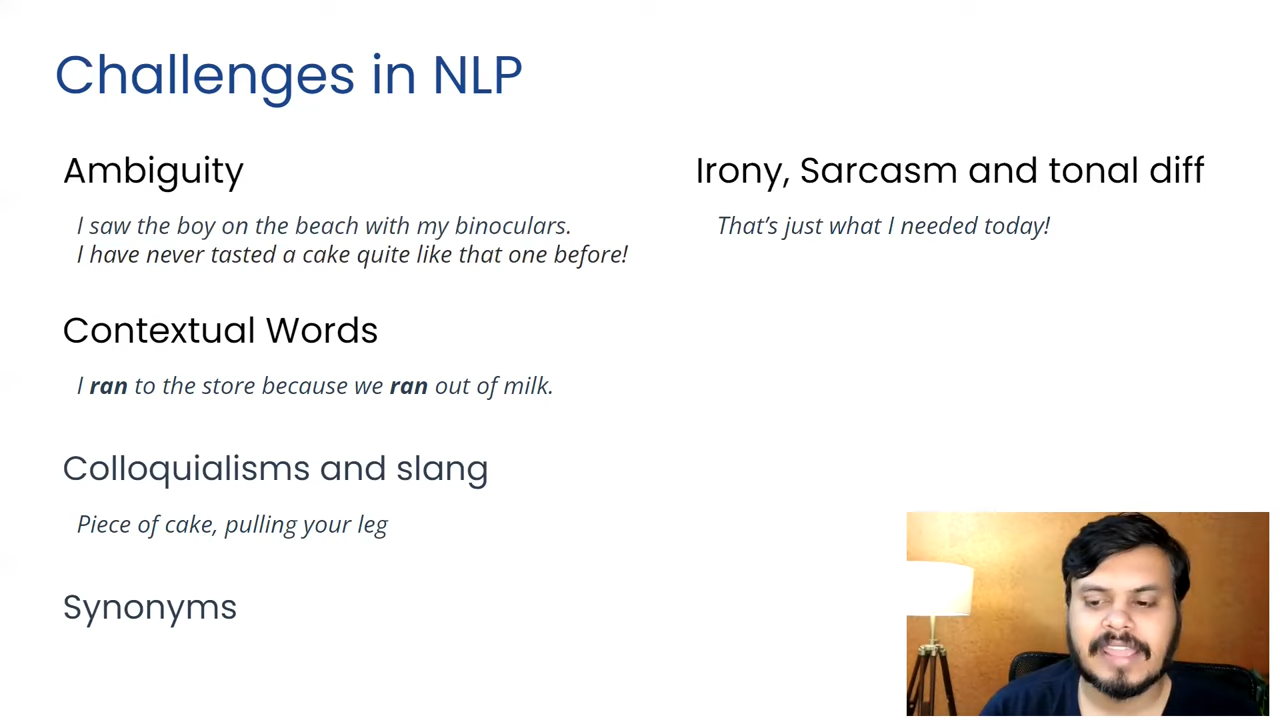 Challenges in NLP
Ambiguity
I saw the boy on the beach with my binoculars.
I have never tasted a cake quite like that one before!
Contextual Words
I ran to the store because we ran out of milk.
Colloquialisms and slang
Piece of cake, pulling your leg
Synonyms
Irony, Sarcasm and tonal diff
That’s just what I needed today!